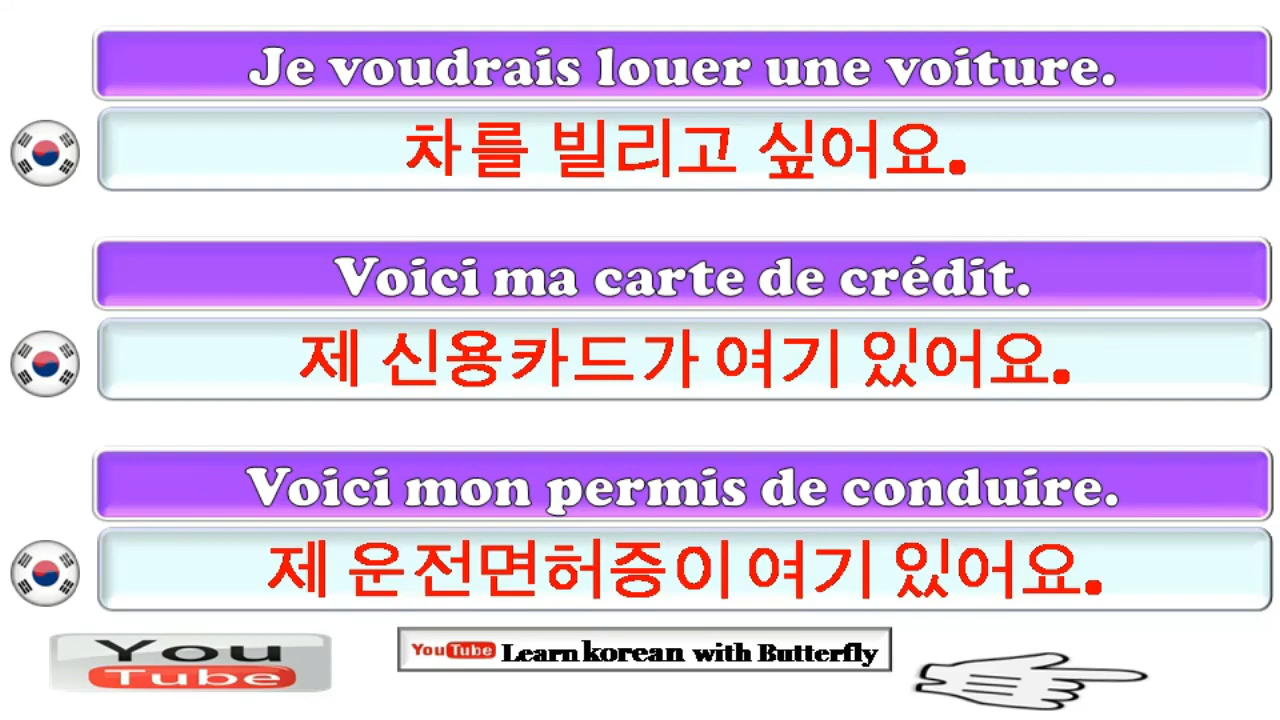 Je voudrais louer une voiture.
차를 빌리고 싶어요.
Voici ma carte de crédit.
제 신용카드가 여기 있어요.
Voici mon permis de conduire.
제 운전면허증이 여기 있어요.
You
Tube
YouTube Learn korean with Butterfly